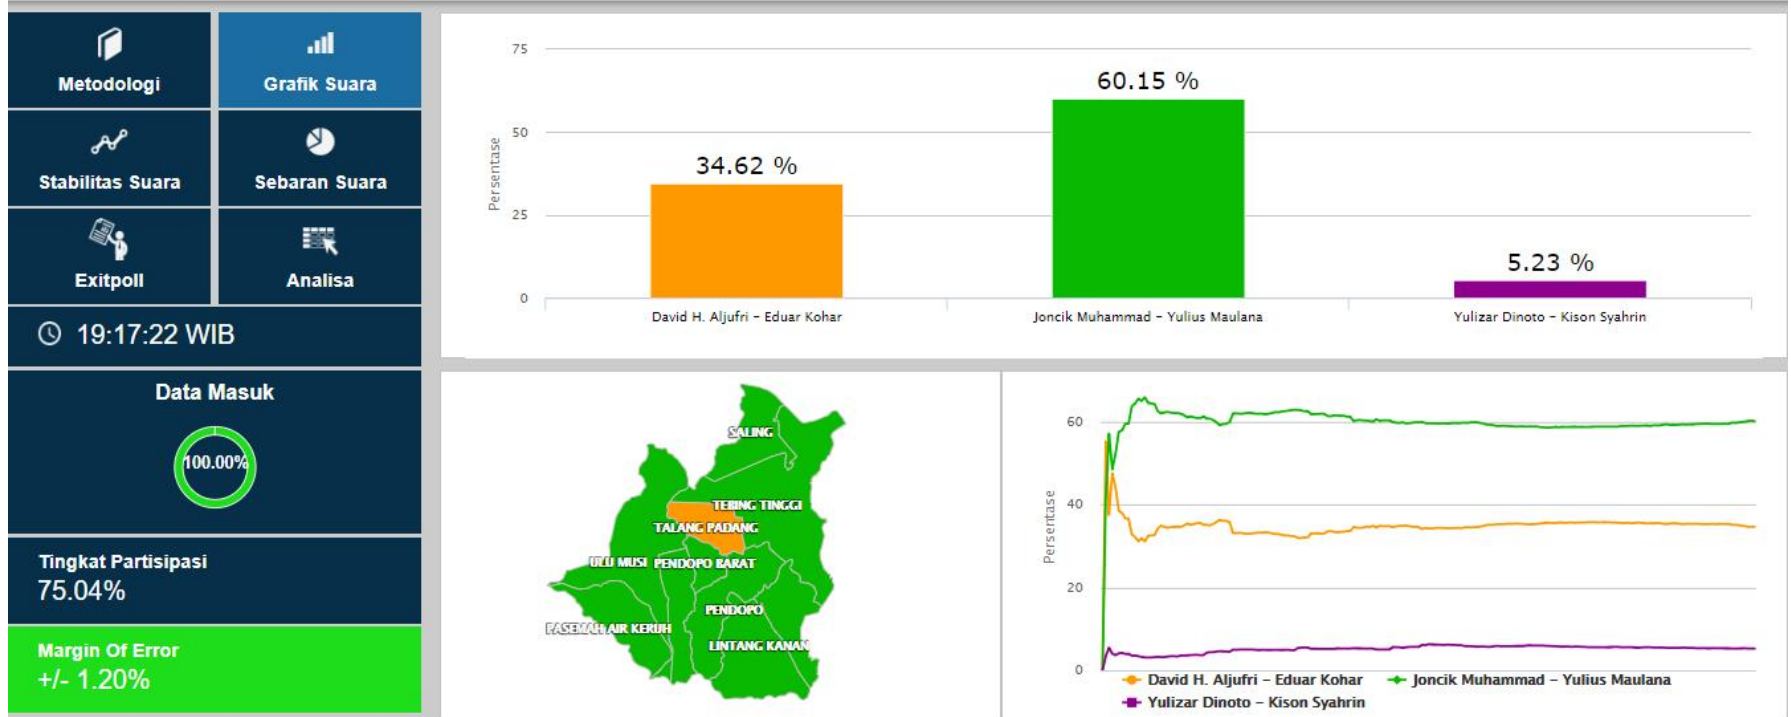 Metodologi
Grafik Suara
Stabilitas Suara
Sebaran Suara
Exitpoll
Analisa
19:17:22 WIB
Data Masuk
100.00%
Tingkat Partisipasi
75.04%
Margin Of Error
+/- 1.20%
75
50
25
0
Persentase
34.62 %
60.15 %
5.23 %
David H. Aljufri - Eduar Kohar
Joncik Muhammad - Yulius Maulana
Yulizar Dinoto - Kison Syahrin
SALING
TEBING TINGGI
TALANG PADANG
ULU MUSI
PENDOPO BARAT
PENDOPO
PASEMAH AIR KERUH
LINTANG KANAN
60
40
20
0
Persentase
David H. Aljufri - Eduar Kohar
Joncik Muhammad - Yulius Maulana
Yulizar Dinoto - Kison Syahrin